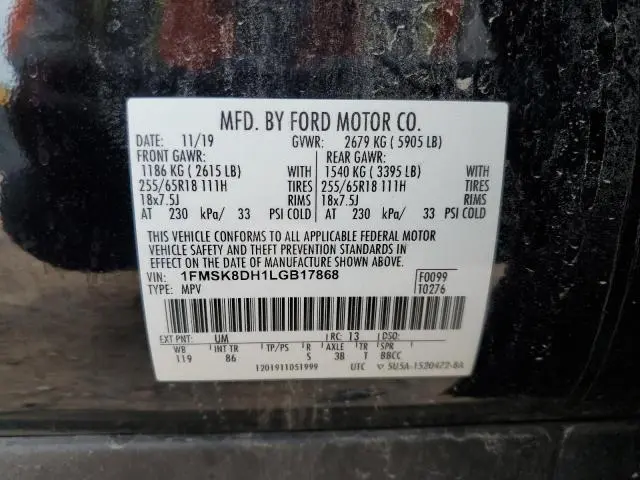 MFD. BY FORD MOTOR CO.
DATE: 11/19 GVWR: 2679 KG ( 5905 LB)
FRONT GAWR: REAR GAWR:
1186 KG ( 2615 LB) WITH 1540 KG ( 3395 LB) WITH
255/65R18 111H TIRES 255/65R18 111H TIRES
18x7.5J RIMS 18x7.5J RIMS
AT 230 kPa/ 33 PSI COLD AT 230 kPa/ 33 PSI COLD
THIS VEHICLE CONFORMS TO ALL APPLICABLE FEDERAL MOTOR
VEHICLE SAFETY AND THEFT PREVENTION STANDARDS IN
EFFECT ON THE DATE OF MANUFACTURE SHOWN ABOVE.
VIN: 1FMSK8DH1LGB17868 F0099
TYPE: MPV T0276
EXT PNT: UM RC: 13 DSO:
WB INT TR TP/PS R AXLE TR SPR
119 86 S 3B T BBCC
1201911051999 UTC 5U5A-1520472-BA